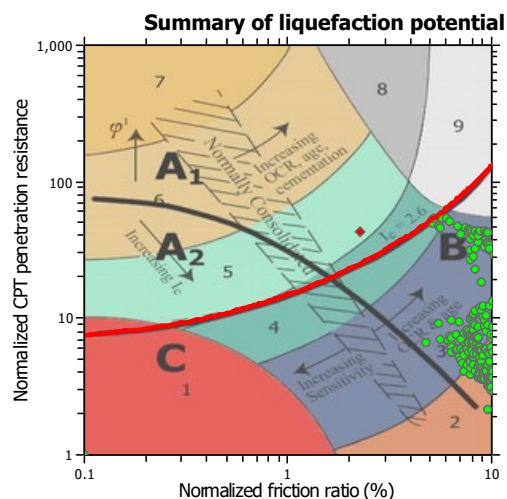 Summary of liquefaction potential
1,000
100
10
1
Normalized CPT penetration resistance
7
8
9
φ'
A1
6
Increasing
OCR, age,
cementation
Normally Consolidated
A2
Increasing Ic
5
Ic = 2.6
B
4
3
Increasing
OCR & age
C
1
Increasing
Sensitivity
2
0.1
1
10
Normalized friction ratio (%)